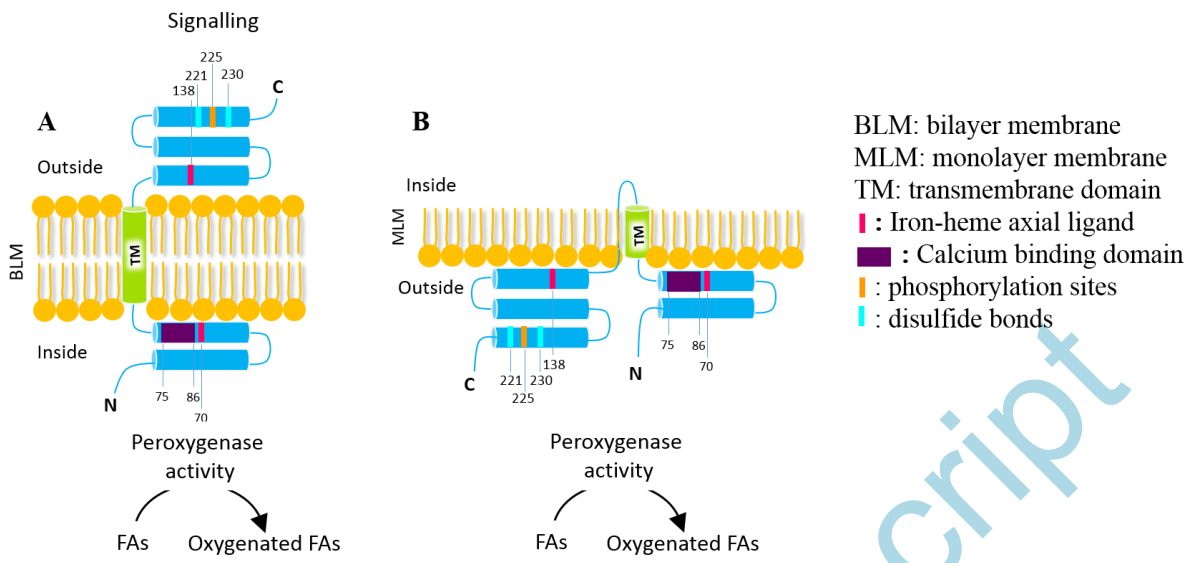 Signalling
225
221
230
138
C
A
Outside
BLM
TM
Inside
75
86
70
N
Peroxygenase
activity
FAs
Oxygenated FAs
B
Inside
MLM
TM
Outside
138
75
86
70
C
221
230
225
N
Peroxygenase
activity
FAs
Oxygenated FAs
BLM: bilayer membrane
MLM: monolayer membrane
TM: transmembrane domain
: Iron-heme axial ligand
: Calcium binding domain
: phosphorylation sites
: disulfide bonds
cript